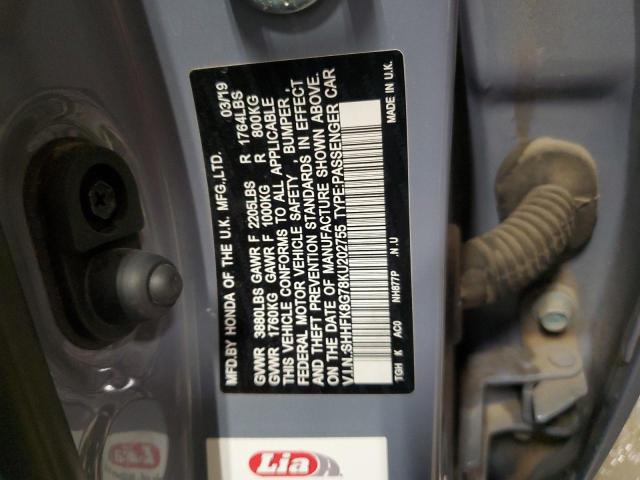 MFD.BY HONDA OF THE U.K. MFG.,LTD. 03/19
GVWR 3880LBS GAWR F 2205LBS R 1764LBS
GVWR 1760KG GAWR F 1000KG R 800KG
THIS VEHICLE CONFORMS TO ALL APPLICABLE
FEDERAL MOTOR VEHICLE SAFETY , BUMPER ,
AND THEFT PREVENTION STANDARDS IN EFFECT
ON THE DATE OF MANUFACTURE SHOWN ABOVE.
V.I.N.:SHHFK8G78KU202755 TYPE:PASSENGER CAR
TGH K AC0 NH877P .N.U MADE IN U.K.
Lia